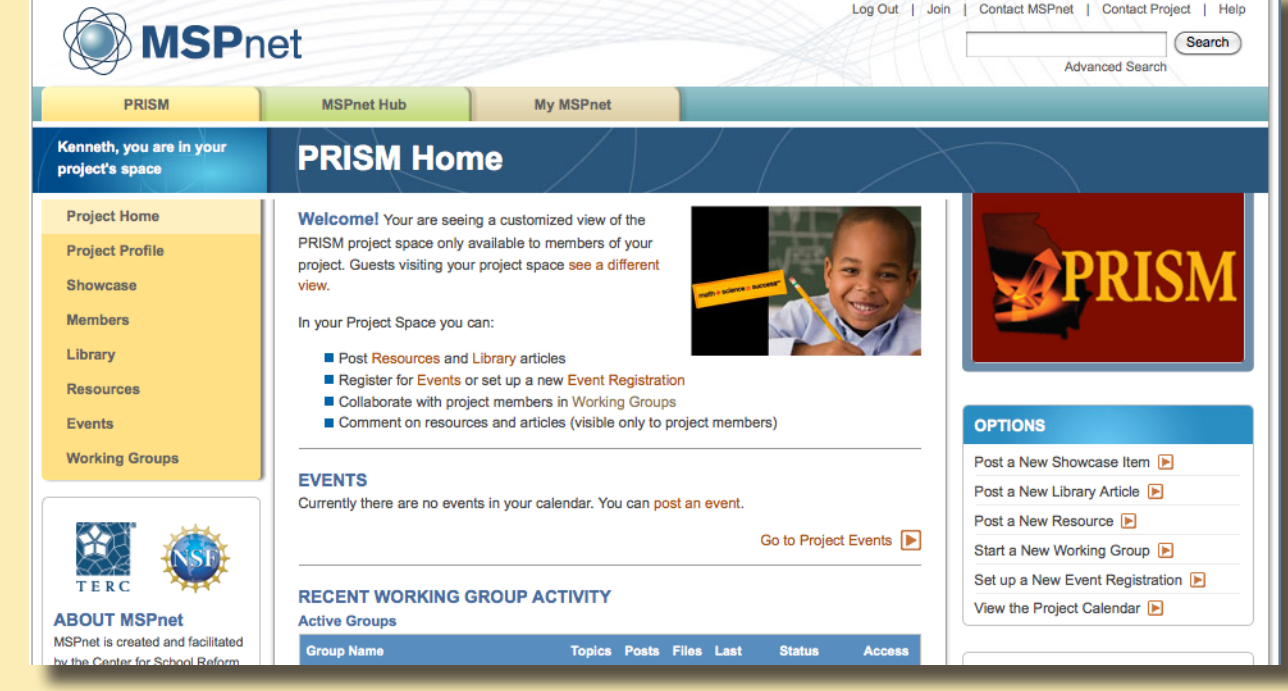 Log Out | Join | Contact MSPnet | Contact Project | Help
MSPnet
Search
Advanced Search
PRISM
MSPnet Hub
My MSPnet
Kenneth, you are in your
project's space
PRISM Home
Project Home
Project Profile
Showcase
Members
Library
Resources
Events
Working Groups
TERC
NSF
ABOUT MSPnet
MSPnet is created and facilitated
by the Center for School Reform
Welcome! Your are seeing a customized view of the
PRISM project space only available to members of your
project. Guests visiting your project space see a different
view.
In your Project Space you can:
Post Resources and Library articles
Register for Events or set up a new Event Registration
Collaborate with project members in Working Groups
Comment on resources and articles (visible only to project members)
math + science = success™
EVENTS
Currently there are no events in your calendar. You can post an event.
Go to Project Events
RECENT WORKING GROUP ACTIVITY
Active Groups
Group Name Topics Posts Files Last Status Access
PRISM
OPTIONS
Post a New Showcase Item
Post a New Library Article
Post a New Resource
Start a New Working Group
Set up a New Event Registration
View the Project Calendar